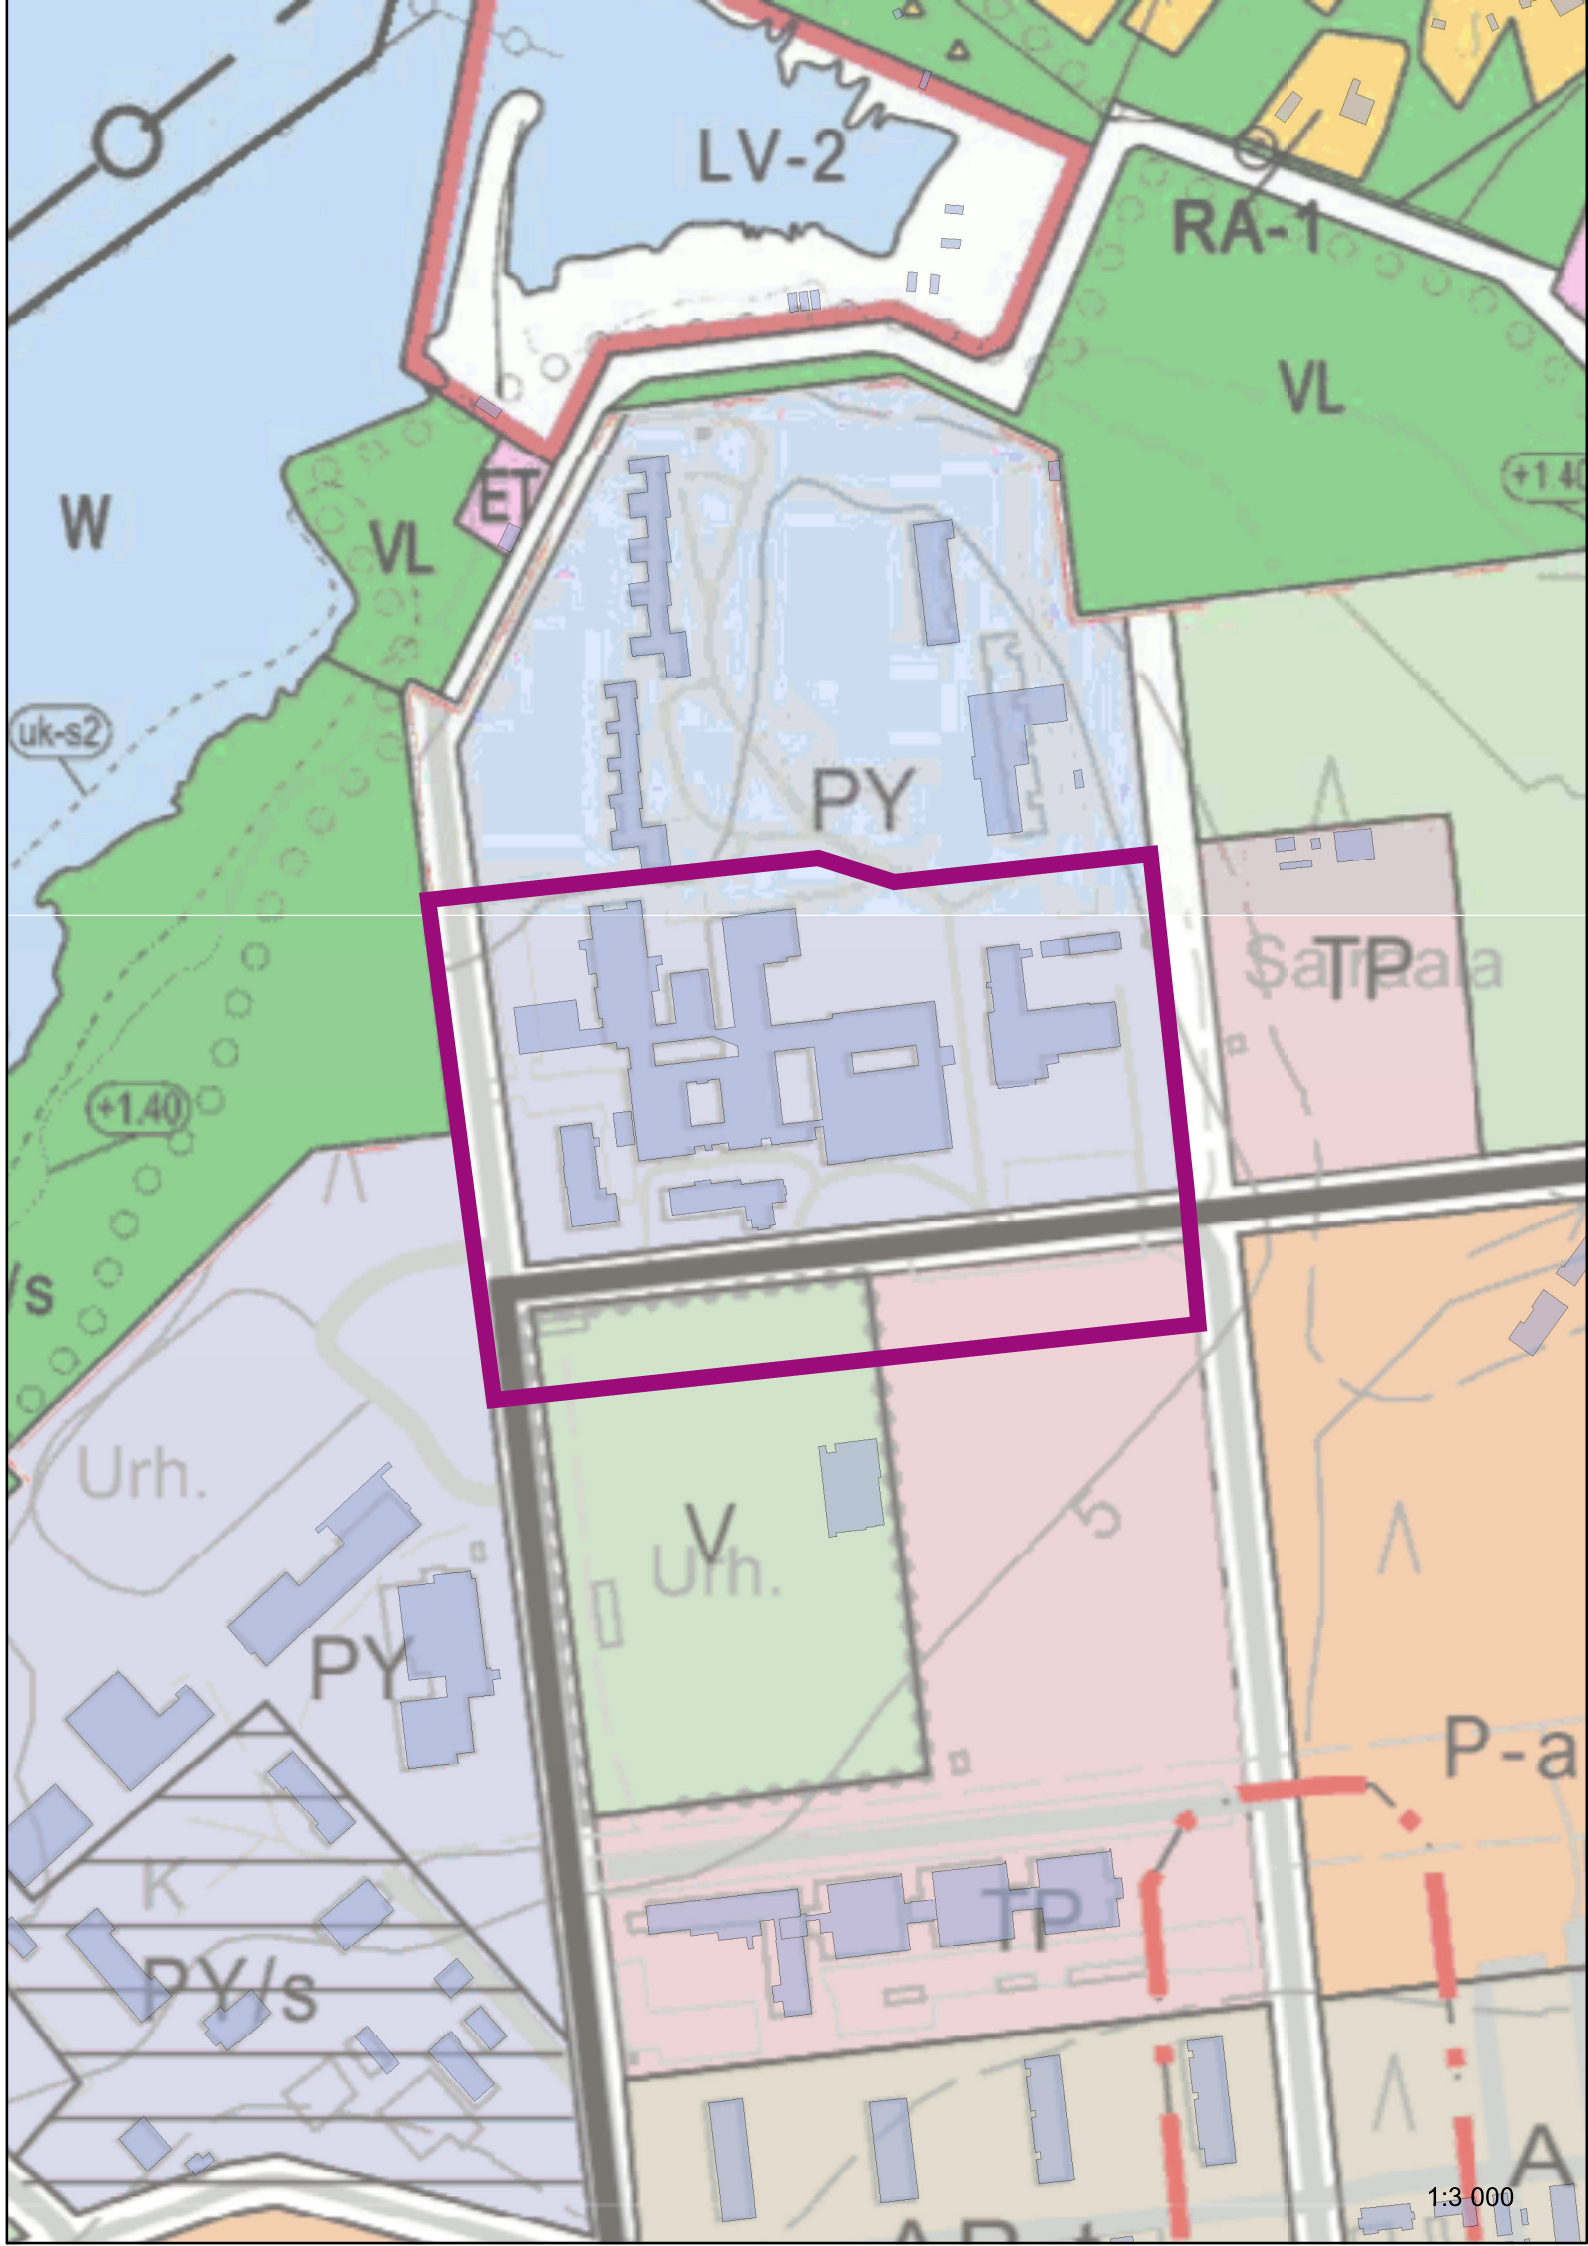 LV-2
RA-1
VL
+1.40
W
ET
VL
uk-s2
PY
Sairaala
TP
+1.40
/s
Urh.
V
Urh.
5
PY
P-a
K
TP
PY/s
A
1:3 000